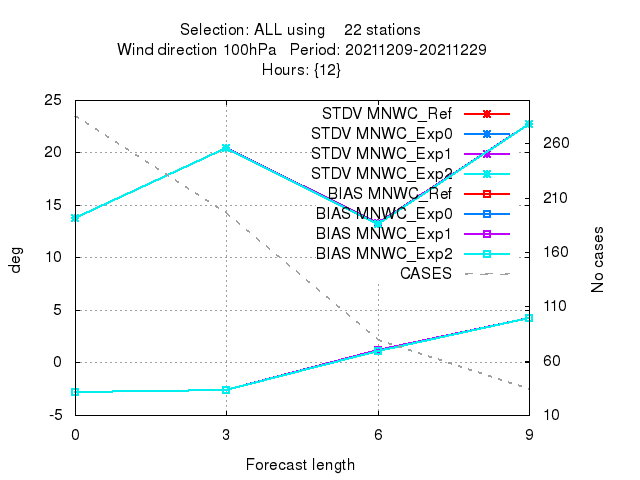 Selection: ALL using 22 stations
Wind direction 100hPa Period: 20211209-20211229
Hours: {12}
25
20
15
10
5
0
-5
deg
STDV MNWC_Ref
STDV MNWC_Exp0
STDV MNWC_Exp1
STDV MNWC_Exp2
BIAS MNWC_Ref
BIAS MNWC_Exp0
BIAS MNWC_Exp1
BIAS MNWC_Exp2
CASES
260
210
160
110
60
10
No cases
0 3 6 9
Forecast length